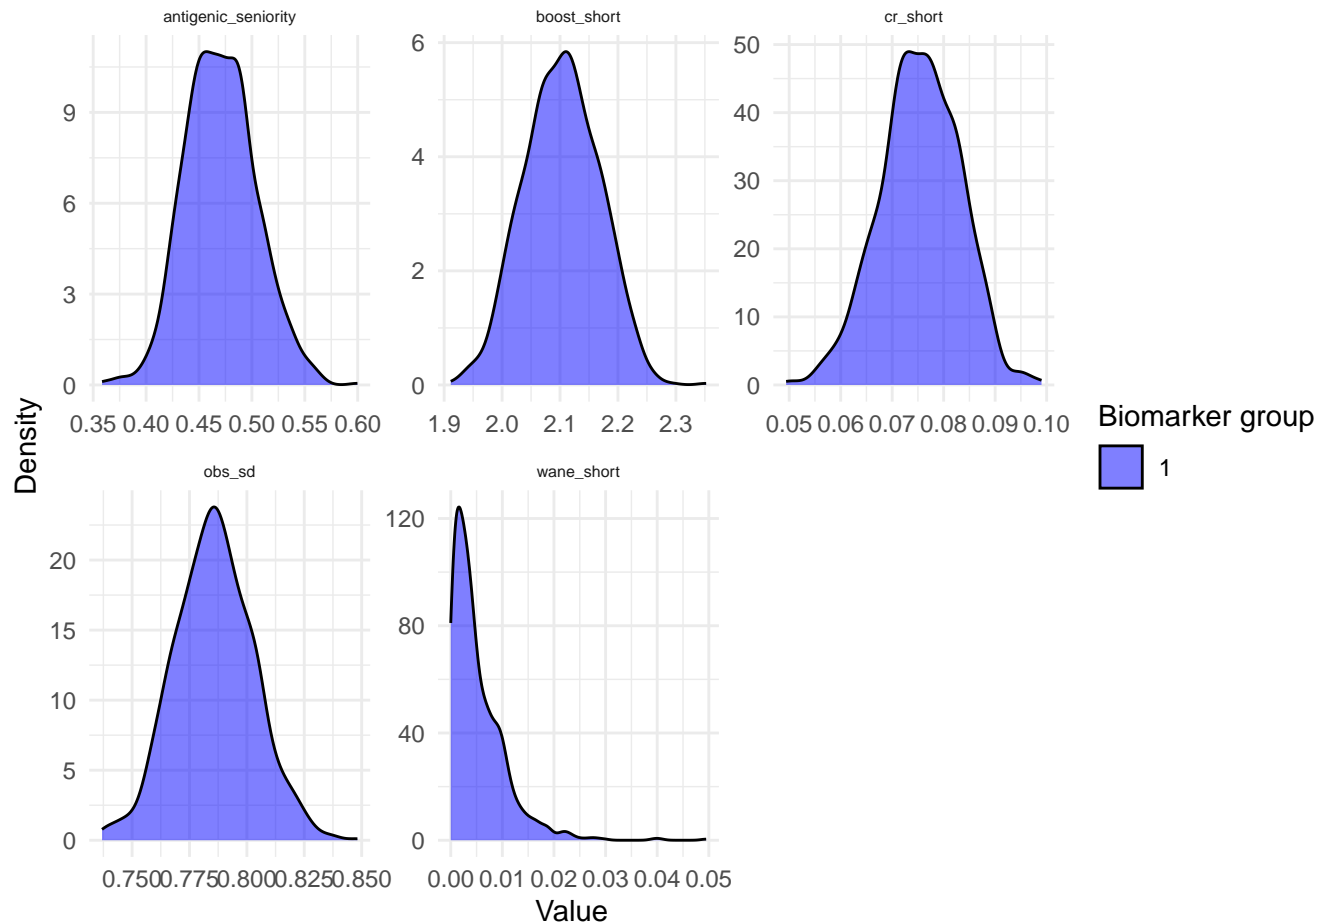 antigenic_seniority
boost_short
cr_short
9
6
3
0
6
4
2
0
50
40
30
20
10
0
0.35 0.40 0.45 0.50 0.55 0.60
1.9 2.0 2.1 2.2 2.3
0.05 0.06 0.07 0.08 0.09 0.10
Density
Biomarker group
1
obs_sd
wane_short
20
15
10
5
0
120
80
40
0
0.750 0.775 0.800 0.825 0.850
0.00 0.01 0.02 0.03 0.04 0.05
Value